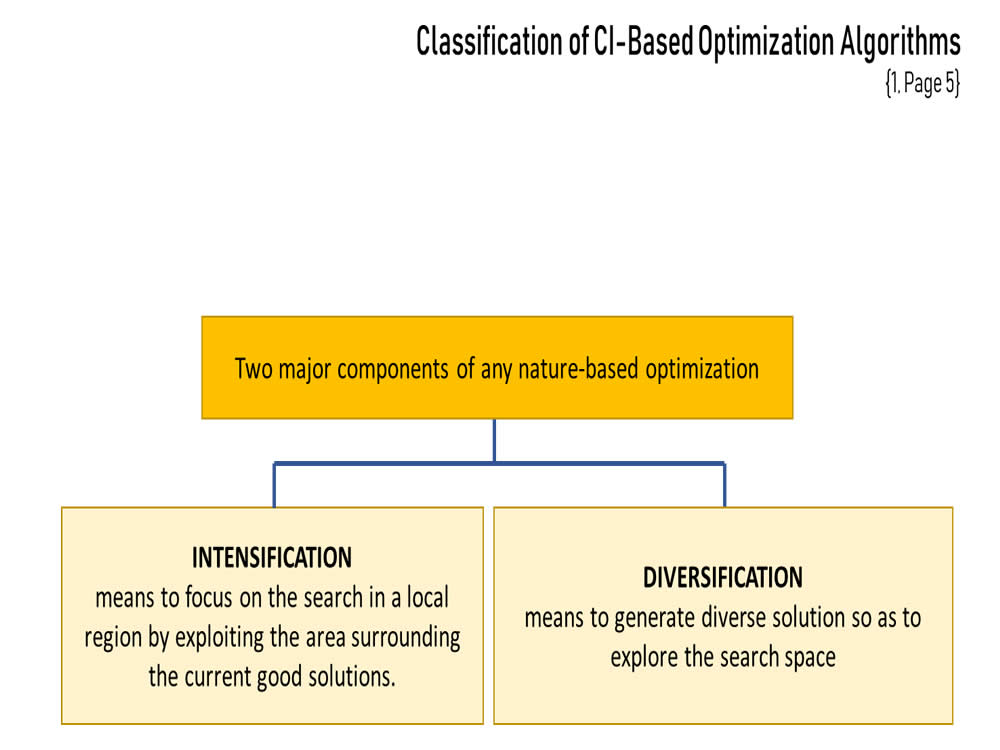 Classification of CI-Based Optimization Algorithms
{1, Page 5}
Two major components of any nature-based optimization
INTENSIFICATION
means to focus on the search in a local
region by exploiting the area surrounding
the current good solutions.
DIVERSIFICATION
means to generate diverse solution so as to
explore the search space